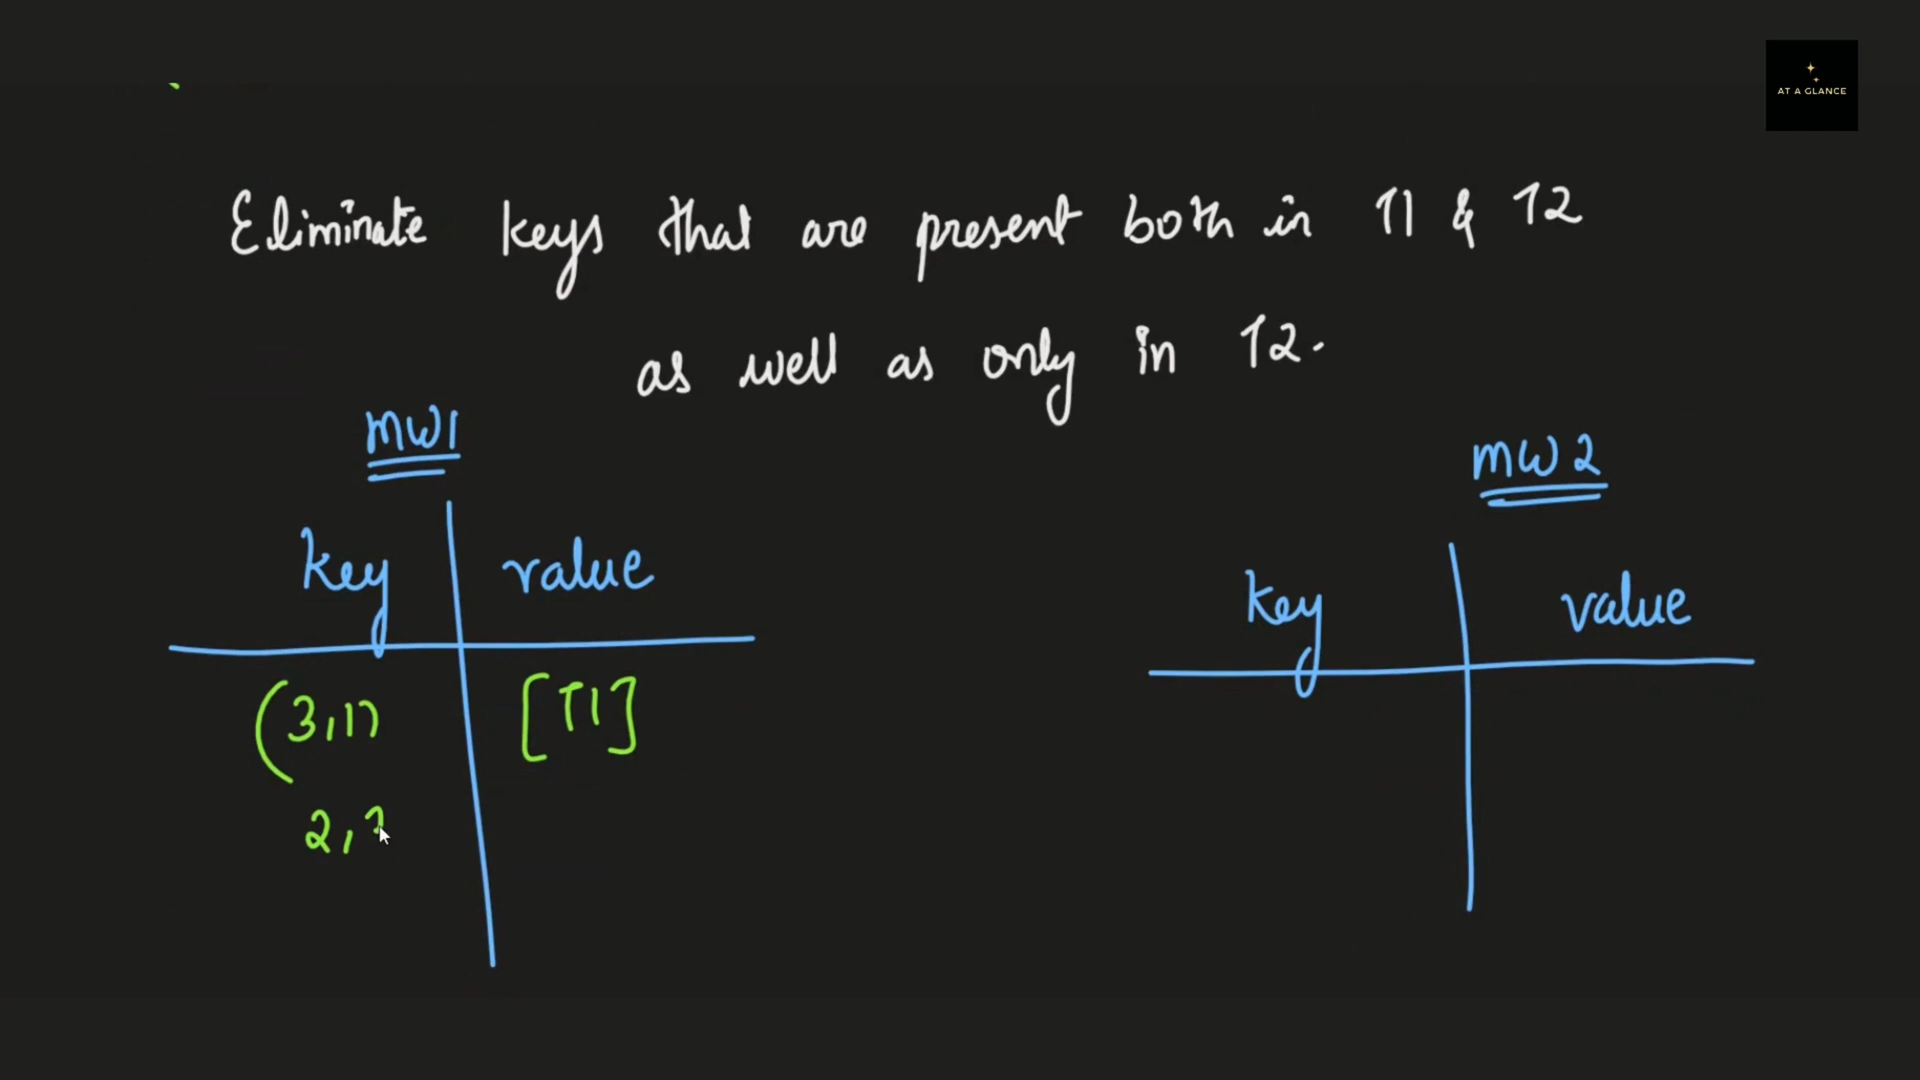 AT A GLANCE
Eliminate keys that are present both in T1 & T2
as well as only in T2.
MW1
MW2
key value
key value
(3,1) [T1]
2,